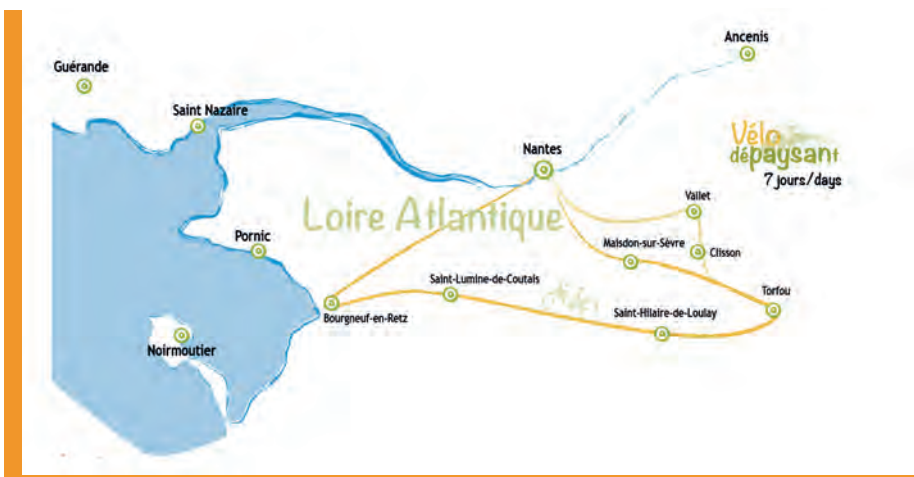 Ancenis
Guérande
Saint Nazaire
Vélo
dépaysant
7 jours/days
Nantes
Vallet
Loire Atlantique
Pornic
Maisdon-sur-Sèvre
Clisson
Saint-Lumine-de-Coutais
Torfou
Bourgneuf-en-Retz
Saint-Hilaire-de-Loulay
Noirmoutier